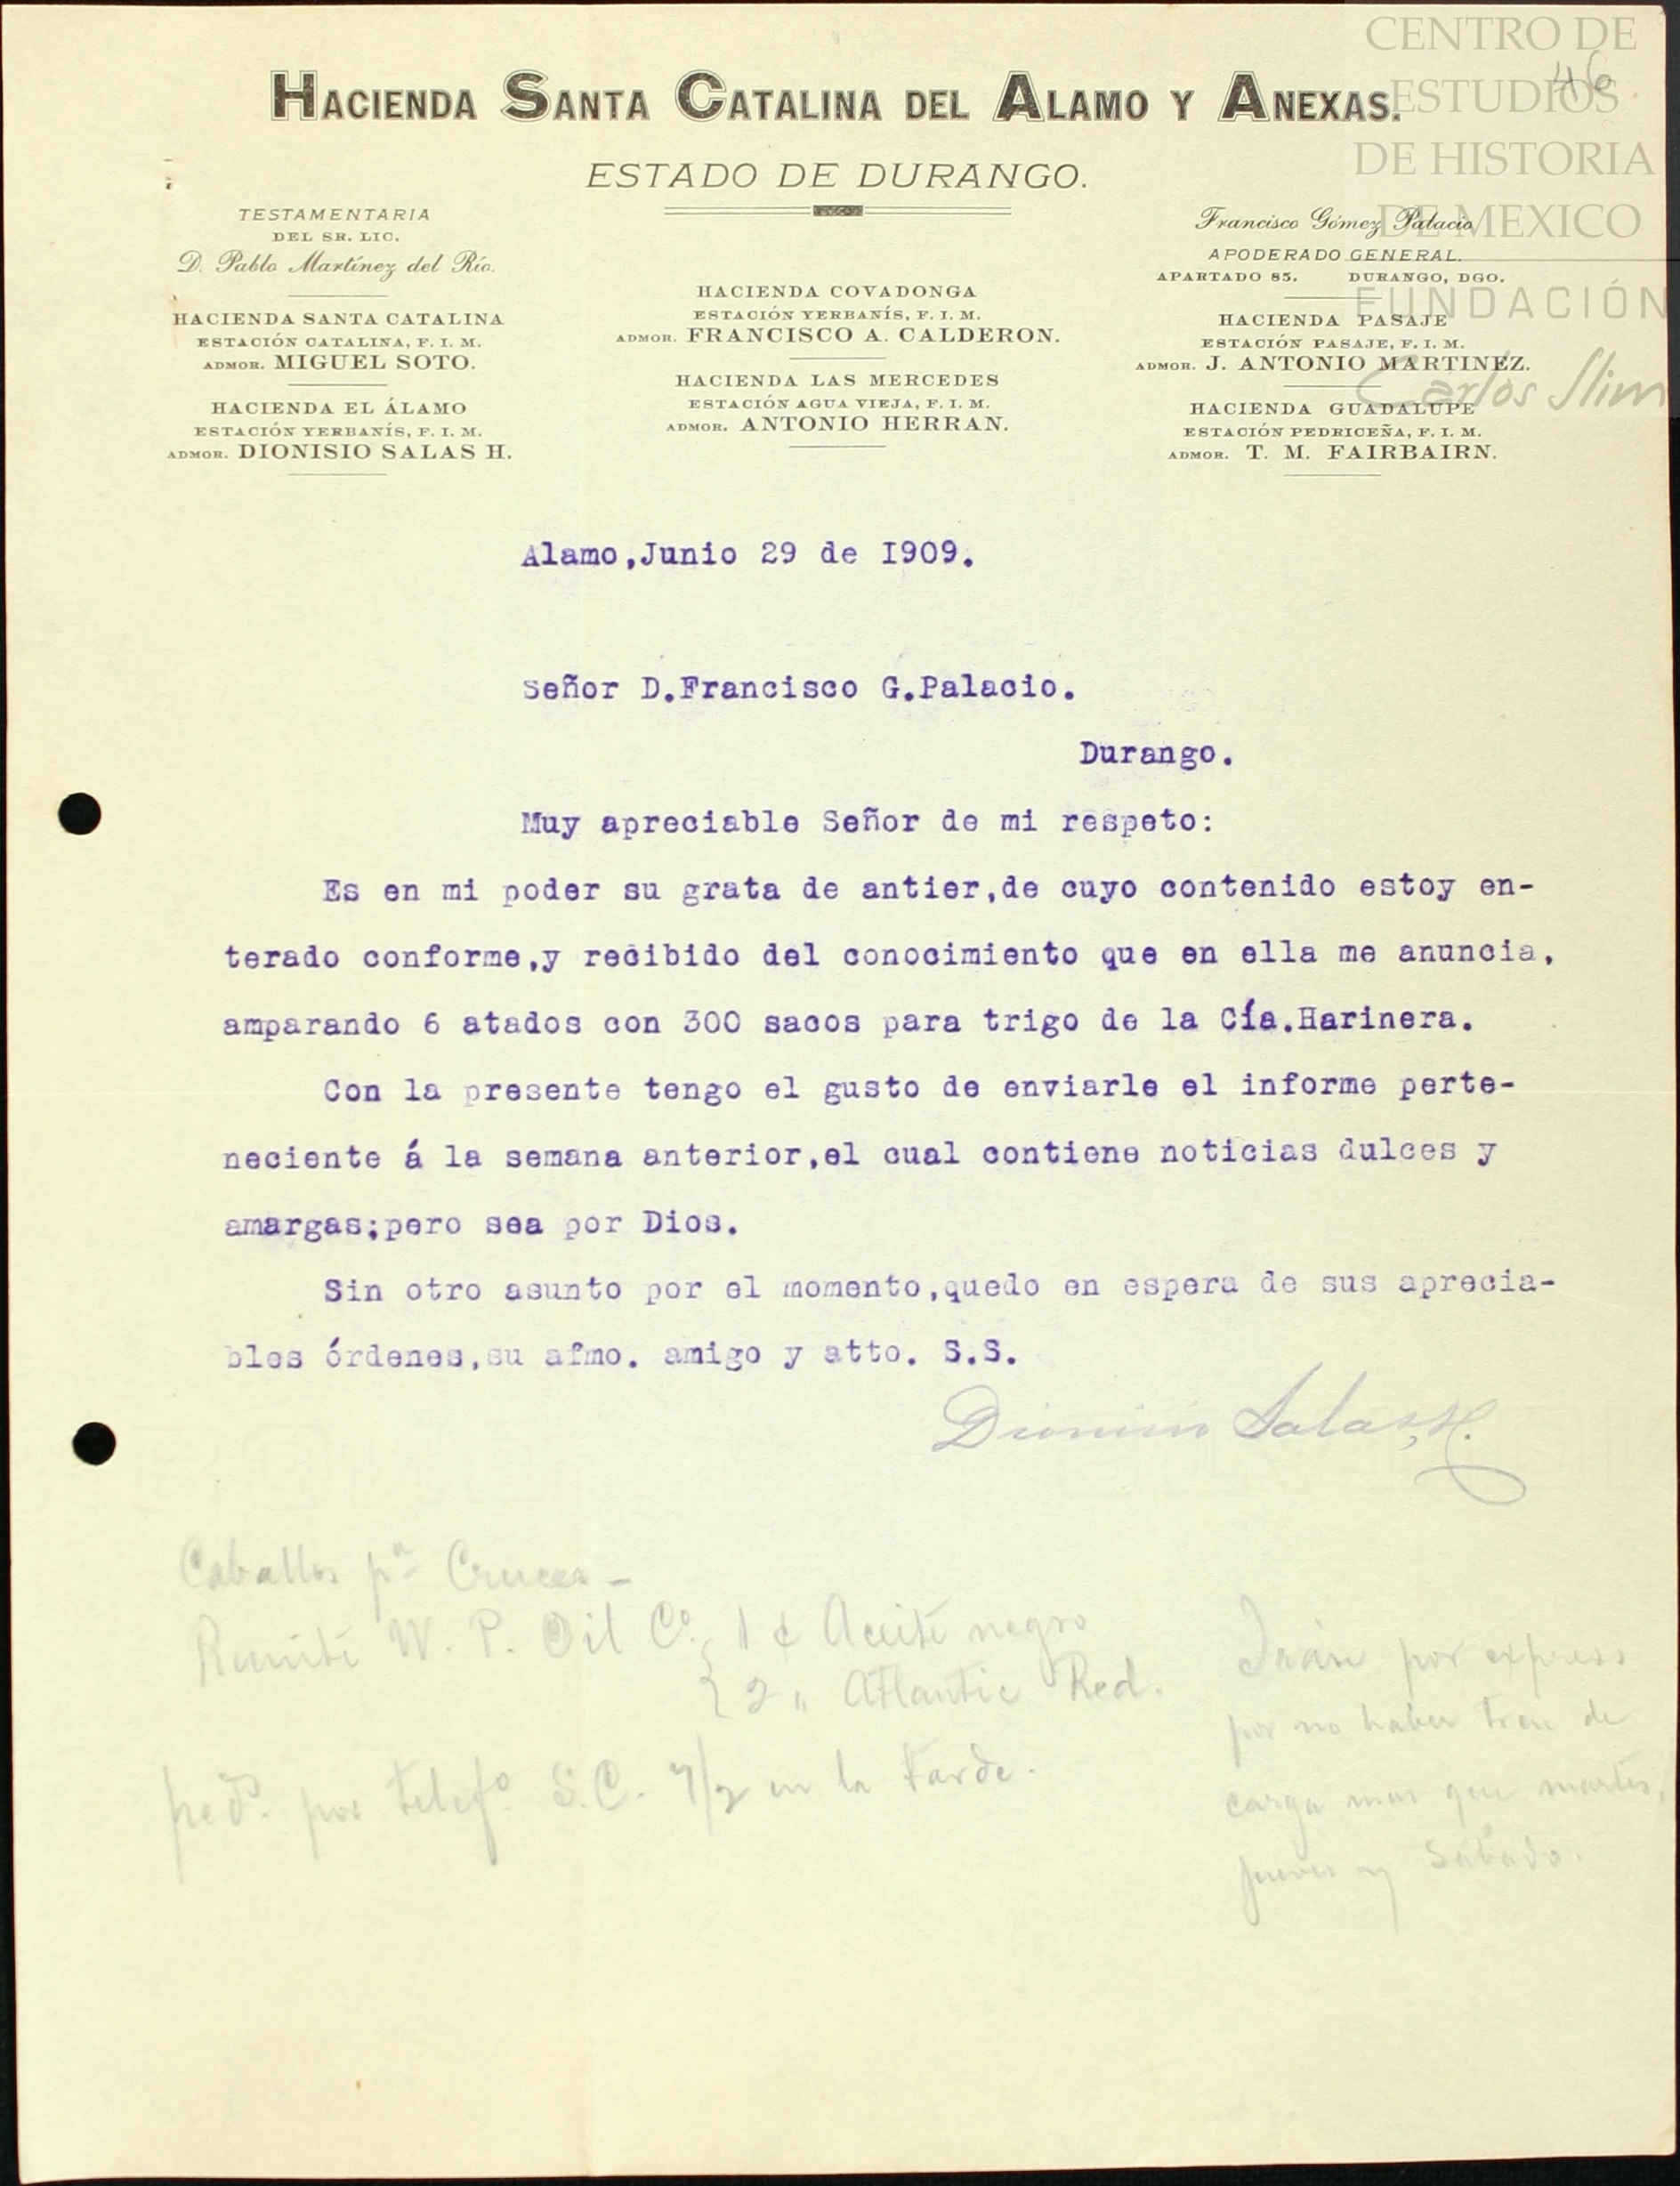 CENTRO DE
ESTUDIOS
DE HISTORIA
DE MEXICO
FUNDACIÓN
Carlos Slim
46
HACIENDA SANTA CATALINA DEL ALAMO Y ANEXAS.
ESTADO DE DURANGO.
TESTAMENTARIA
DEL SR. LIC.
D. Pablo Martínez del Río.
HACIENDA SANTA CATALINA
ESTACIÓN CATALINA, F. I. M.
ADMOR. MIGUEL SOTO.
HACIENDA EL ÁLAMO
ESTACIÓN YERBANÍS, F. I. M.
ADMOR. DIONISIO SALAS H.
HACIENDA COVADONGA
ESTACIÓN YERBANÍS, F. I. M.
ADMOR. FRANCISCO A. CALDERON.
HACIENDA LAS MERCEDES
ESTACIÓN AGUA VIEJA, F. I. M.
ADMOR. ANTONIO HERRAN.
Francisco Gómez Palacio
APODERADO GENERAL.
APARTADO 85. DURANGO, DGO.
HACIENDA PASAJE
ESTACIÓN PASAJE, F. I. M.
ADMOR. J. ANTONIO MARTINEZ.
HACIENDA GUADALUPE
ESTACIÓN PEDRICEÑA, F. I. M.
ADMOR. T. M. FAIRBAIRN.
Alamo,Junio 29 de I909.
Señor D.Francisco G.Palacio.
Durango.
Muy apreciable Señor de mi respeto:
Es en mi poder su grata de antier,de cuyo contenido estoy en-
terado conforme,y recibido del conocimiento que en ella me anuncia,
amparando 6 atados con 300 sacos para trigo de la Cía.Harinera.
Con la presente tengo el gusto de enviarle el informe perte-
neciente á la semana anterior,el cual contiene noticias dulces y
amargas;pero sea por Dios.
Sin otro asunto por el momento,quedo en espera de sus aprecia-
bles órdenes,su afmo. amigo y atto. S.S.
Dionisio Salas H.
Caballos pa Cruces -
Remití W. P. Oil Co. 1 c Aceite negro
2 " Atlantic Red.
ped. por telefo. S.C. 7/2 en la tarde.
Irán por express
por no haber tren de
carga mas que martes,
jueves y Sábado.